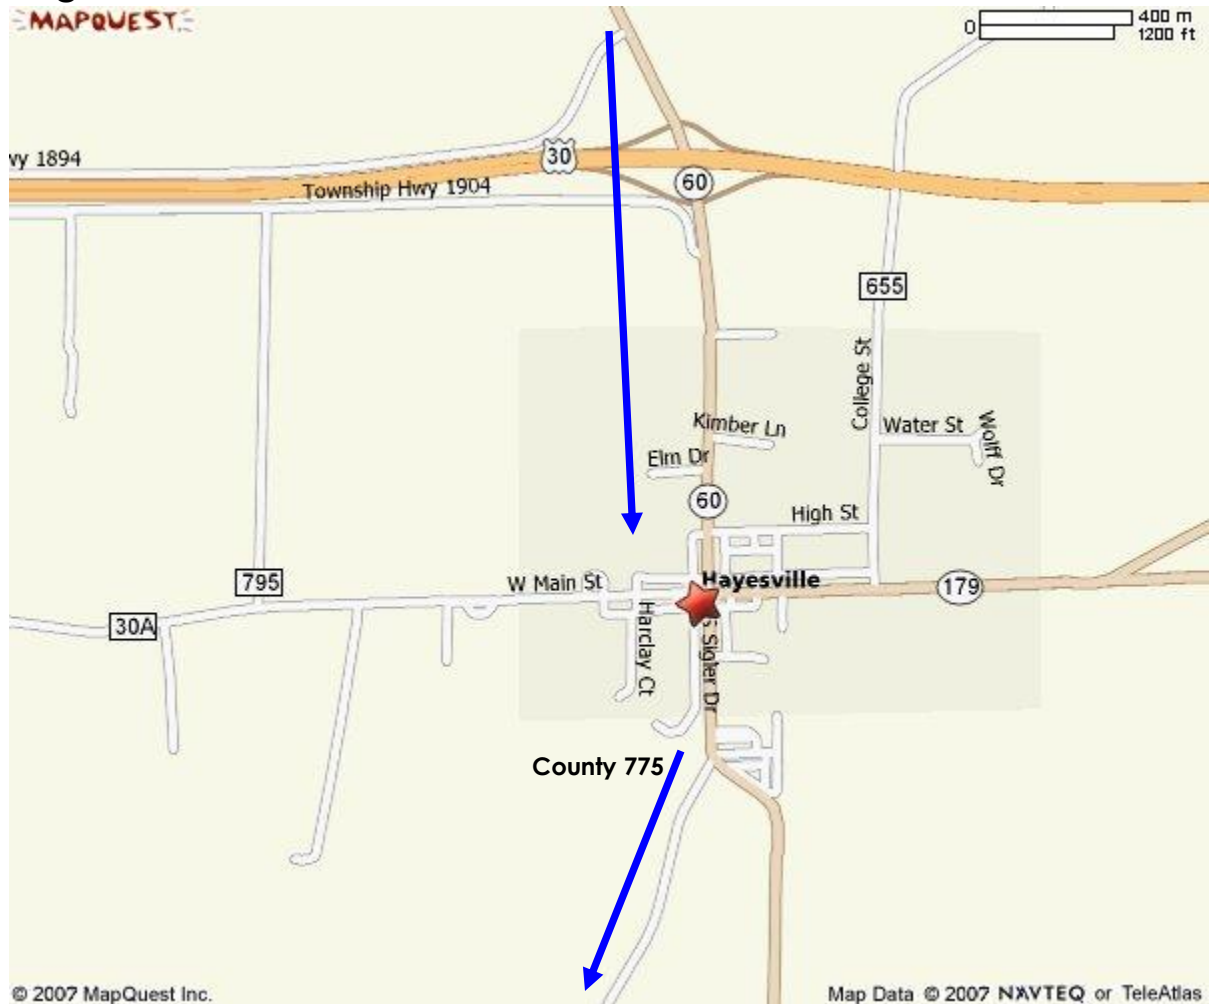 MAPQUEST
0
400 m
1200 ft
wy 1894
30
Township Hwy 1904
60
655
College St
Kimber Ln
Water St
Wolff Dr
Elm Dr
60
High St
795
W Main St
Hayesville
179
30A
Harclay Ct
S Sigler Dr
County 775
© 2007 MapQuest Inc.
Map Data © 2007 NAVTEQ or TeleAtlas